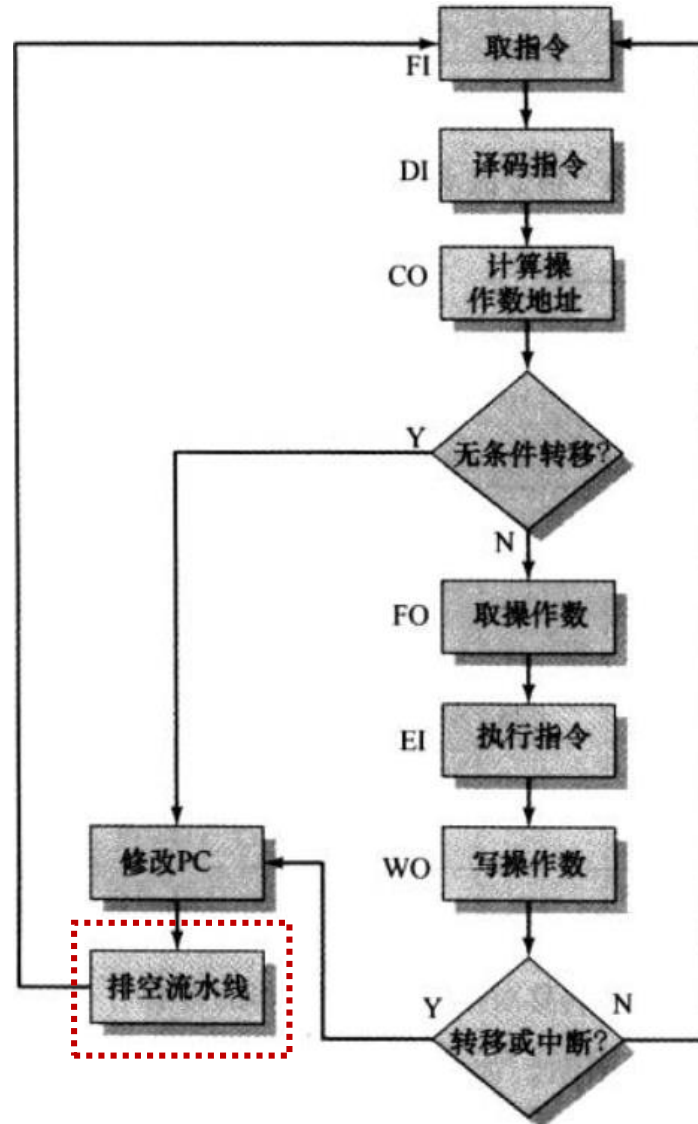 取指令
FI
译码指令
DI
计算操
作数地址
CO
无条件转移?
Y
N
取操作数
FO
执行指令
EI
修改PC
写操作数
WO
排空流水线
转移或中断?
Y
N